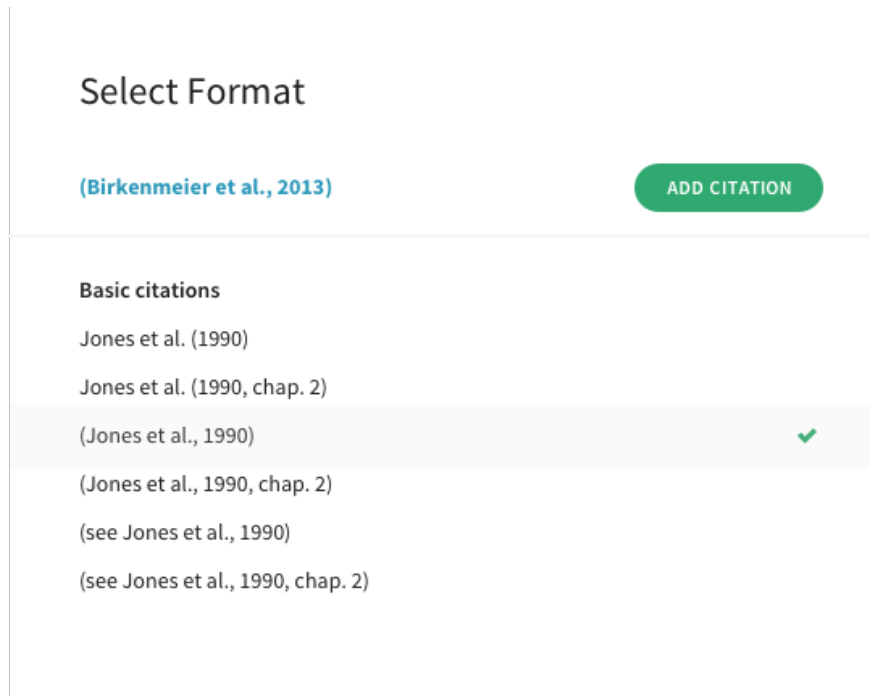 Select Format
(Birkenmeier et al., 2013)
ADD CITATION
Basic citations
Jones et al. (1990)
Jones et al. (1990, chap. 2)
(Jones et al., 1990)
(Jones et al., 1990, chap. 2)
(see Jones et al., 1990)
(see Jones et al., 1990, chap. 2)